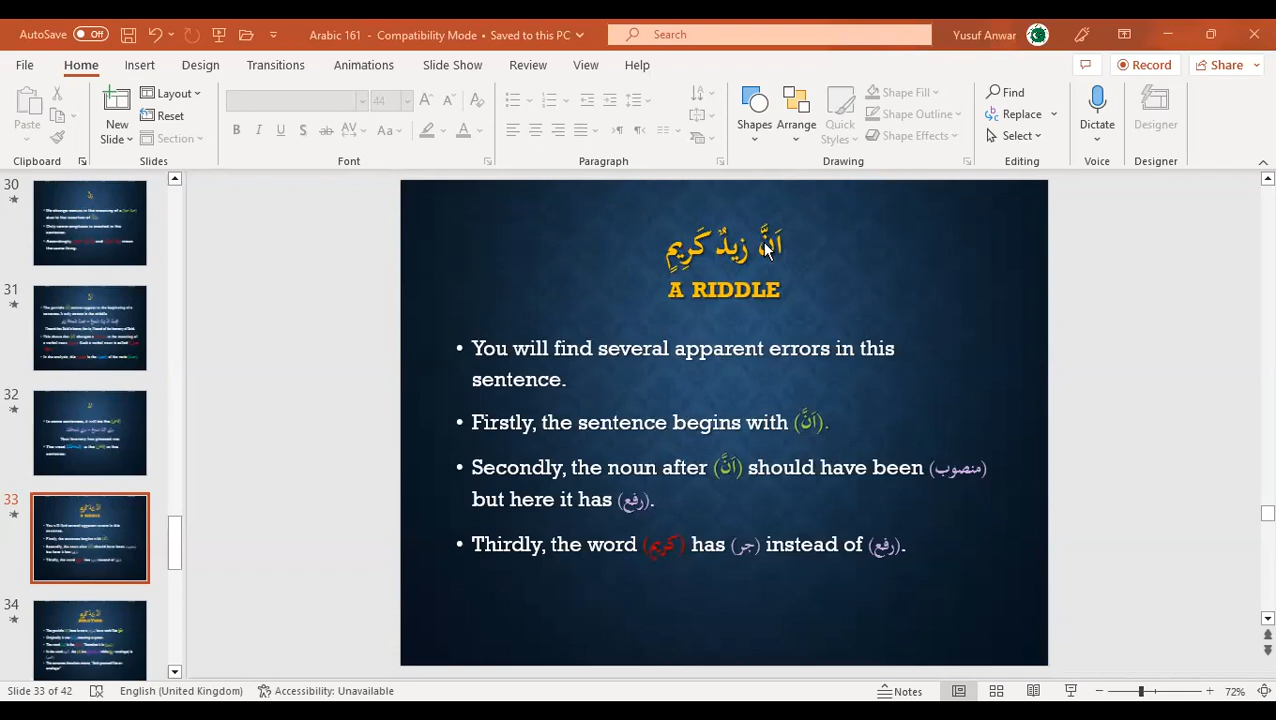 AutoSave Off Arabic 161 - Compatibility Mode • Saved to this PC Search Yusuf Anwar
File Home Insert Design Transitions Animations Slide Show Review View Help Record Share
Paste New Slide Layout Reset Section 14 Shapes Arrange Quick Styles Shape Fill Shape Outline Shape Effects Find Replace Select Dictate Designer
Clipboard Slides Font Paragraph Drawing Editing Voice Designer
30
31
32
33
34
اَنَّ زَيدٌ كَرِيمٍ
A RIDDLE
• You will find several apparent errors in this
sentence.
• Firstly, the sentence begins with (اَنَّ).
• Secondly, the noun after (اَنَّ) should have been (منصوب)
but here it has (رفع).
• Thirdly, the word (كريمٍ) has (جر) instead of (رفع).
Slide 33 of 42 English (United Kingdom) Accessibility: Unavailable Notes 72%